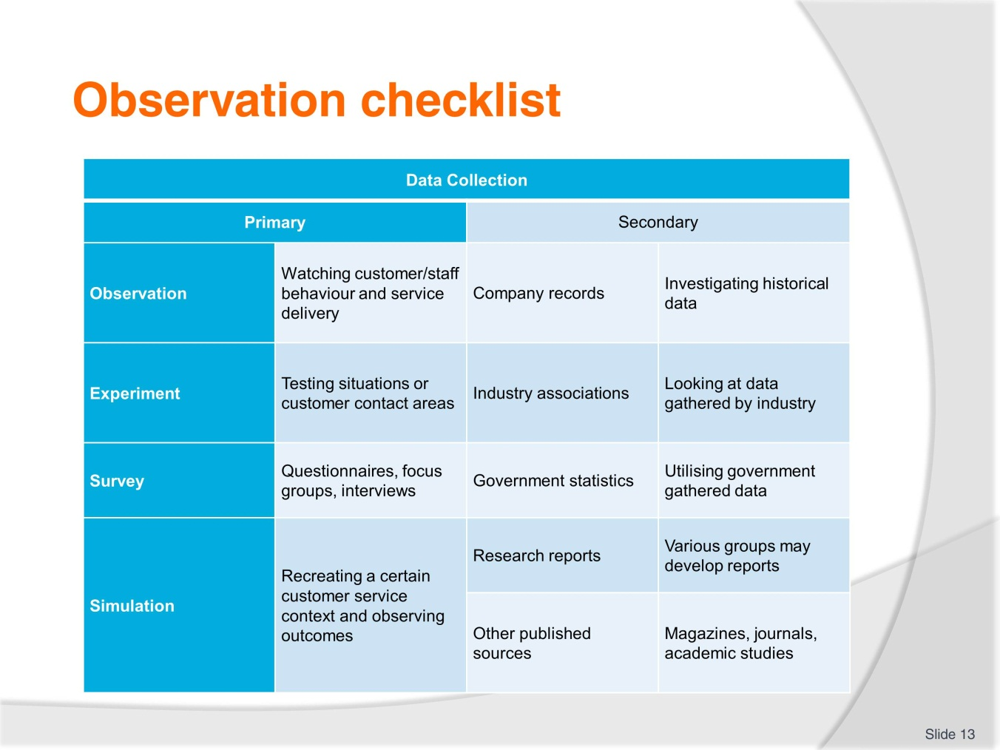 Observation checklist
Data Collection
Primary
Secondary
Observation
Watching customer/staff
behaviour and service
delivery
Company records
Investigating historical
data
Experiment
Testing situations or
customer contact areas
Industry associations
Looking at data
gathered by industry
Survey
Questionnaires, focus
groups, interviews
Government statistics
Utilising government
gathered data
Simulation
Recreating a certain
customer service
context and observing
outcomes
Research reports
Various groups may
develop reports
Other published
sources
Magazines, journals,
academic studies
Slide 13